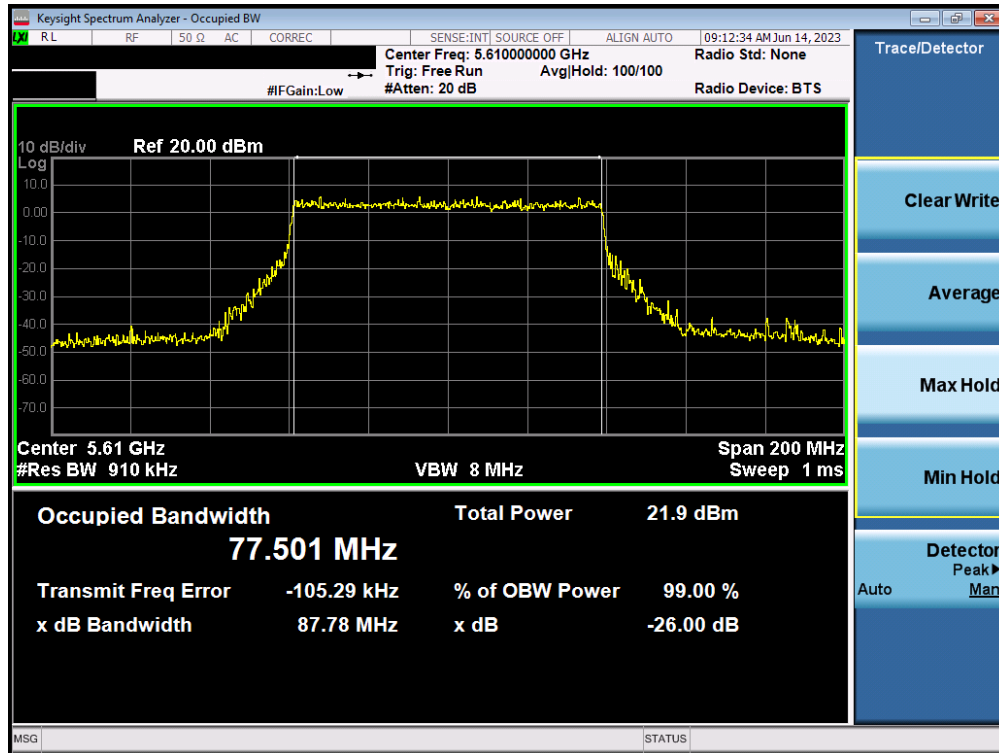 Keysight Spectrum Analyzer - Occupied BW
LXI RL RF 50 Ω AC CORREC SENSE:INT SOURCE OFF ALIGN AUTO 09:12:34 AM Jun 14, 2023
Center Freq: 5.610000000 GHz Radio Std: None
Trig: Free Run Avg|Hold: 100/100
#IFGain:Low #Atten: 20 dB Radio Device: BTS
Trace/Detector
10 dB/div Ref 20.00 dBm
Log
10.0
0.00
-10.0
-20.0
-30.0
-40.0
-50.0
-60.0
-70.0
Center 5.61 GHz Span 200 MHz
#Res BW 910 kHz VBW 8 MHz Sweep 1 ms
Occupied Bandwidth Total Power 21.9 dBm
77.501 MHz
Transmit Freq Error -105.29 kHz % of OBW Power 99.00 %
x dB Bandwidth 87.78 MHz x dB -26.00 dB
Clear Write
Average
Max Hold
Min Hold
Detector
Peak▶
Auto Man
MSG STATUS